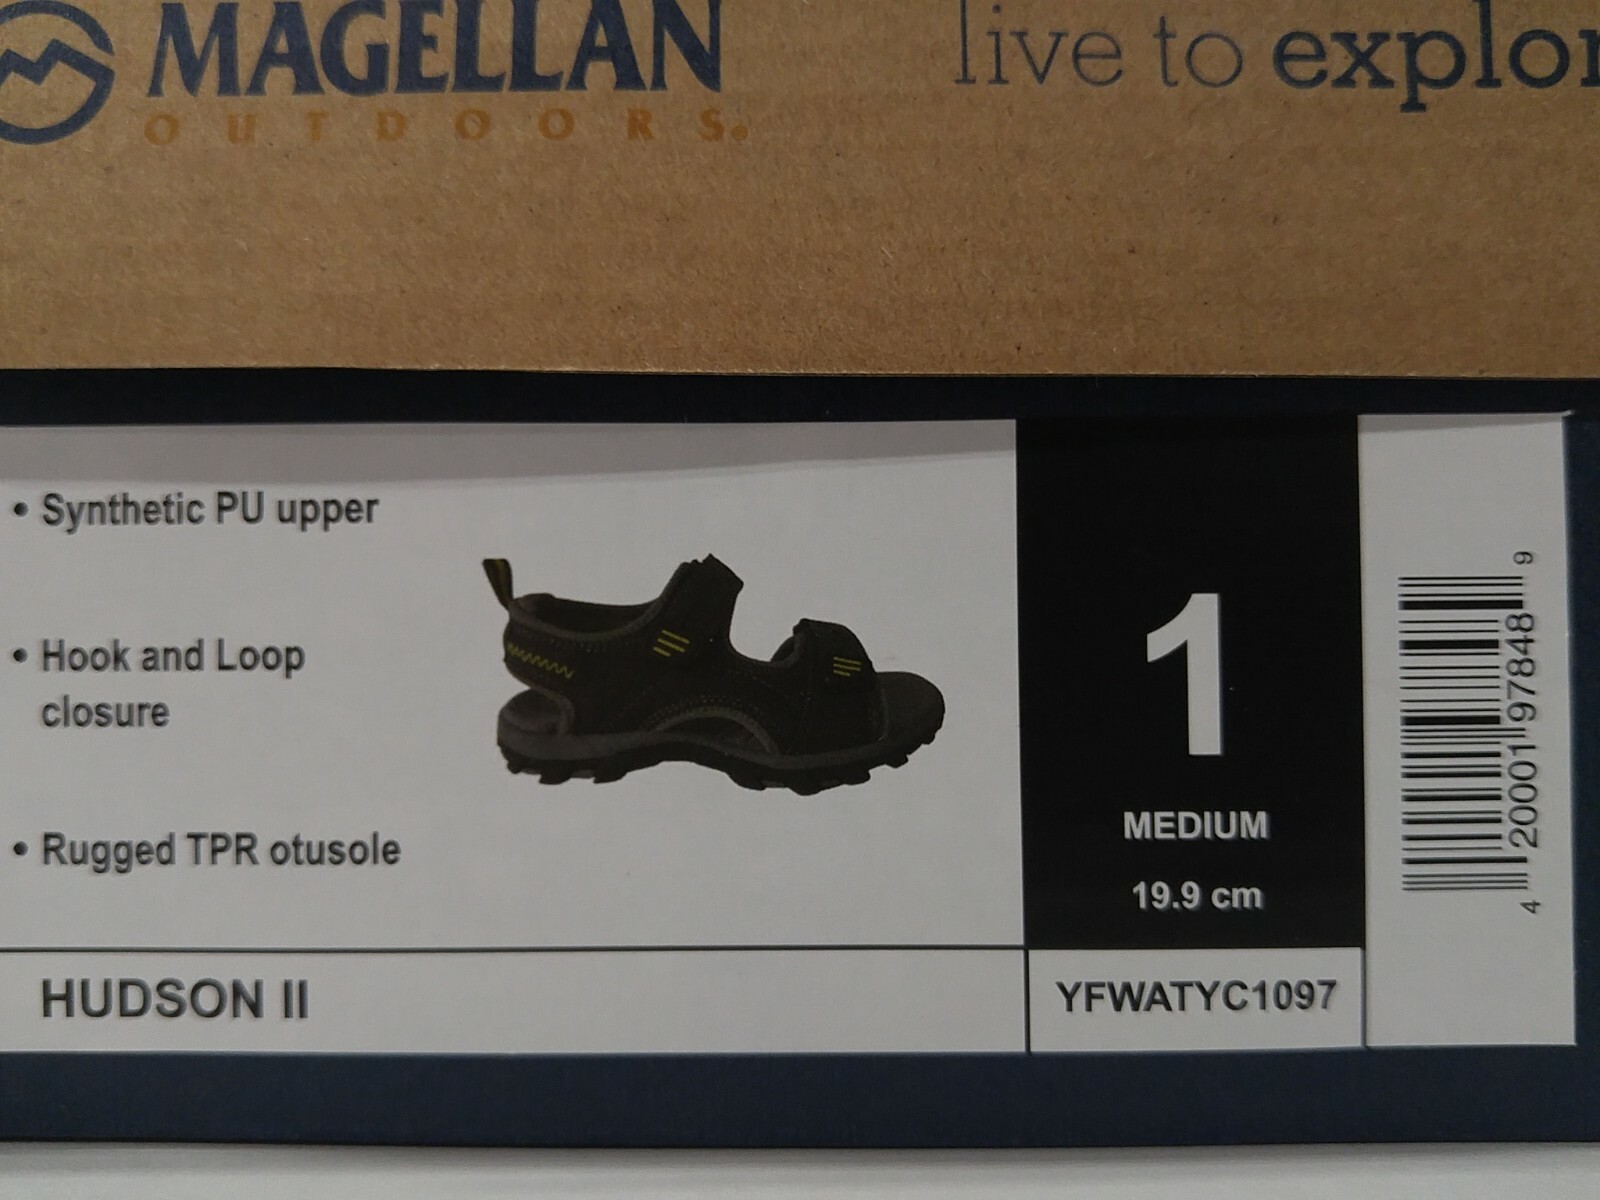 MAGELLAN
OUTDOORS.
live to explor
• Synthetic PU upper
• Hook and Loop
closure
• Rugged TPR otusole
HUDSON II
1
MEDIUM
19.9 cm
YFWATYC1097
4 20001 97848 9